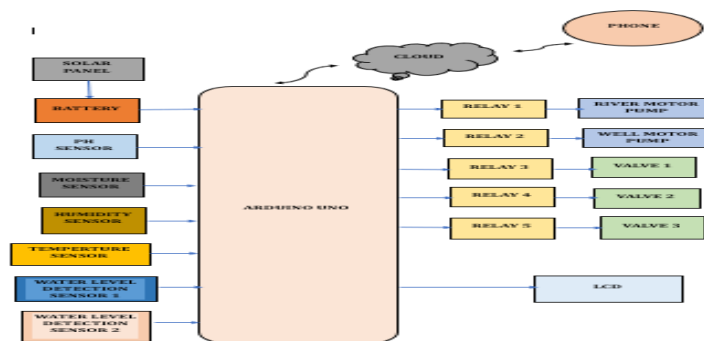 PHONE
CLOUD
SOLAR
PANEL
BATTERY
PH
SENSOR
MOISTURE
SENSOR
HUMIDITY
SENSOR
TEMPERTURE
SENSOR
WATER LEVEL
DETECTION
SENSOR 1
WATER LEVEL
DETECTION
SENSOR 2
ARDUINO UNO
RELAY 1
RIVER MOTOR
PUMP
RELAY 2
WELL MOTOR
PUMP
RELAY 3
VALVE 1
RELAY 4
VALVE 2
RELAY 5
VALVE 3
LCD